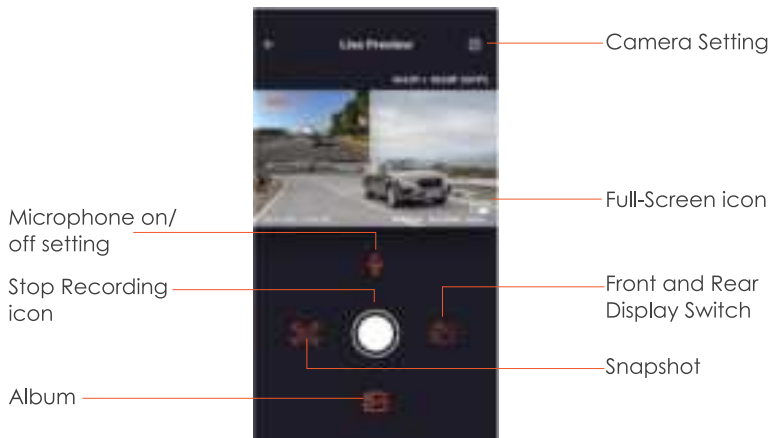 Live Preview
Camera Setting
Full-Screen icon
Microphone on/
off setting
Stop Recording
icon
Front and Rear
Display Switch
Snapshot
Album